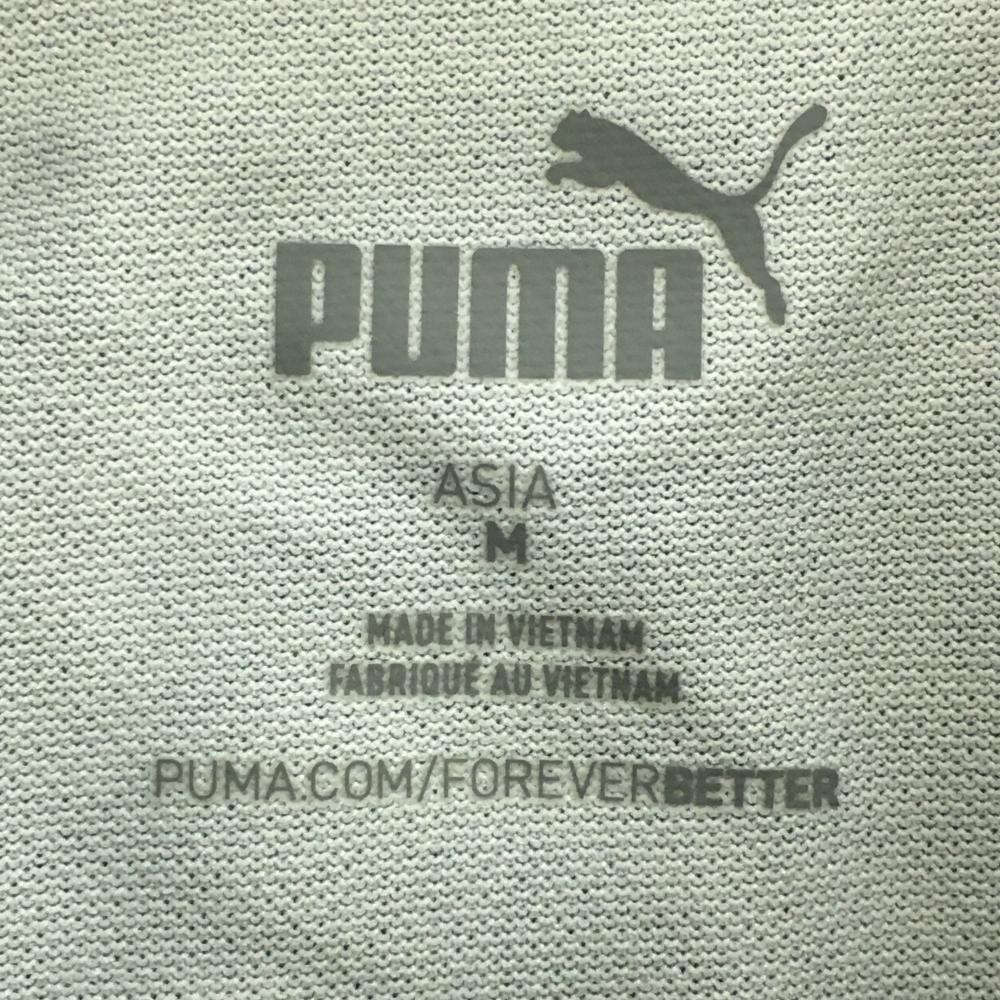 PUMA
ASIA
M
MADE IN VIETNAM
FABRIQUÉ AU VIETNAM
PUMA.COM/FOREVERBETTER